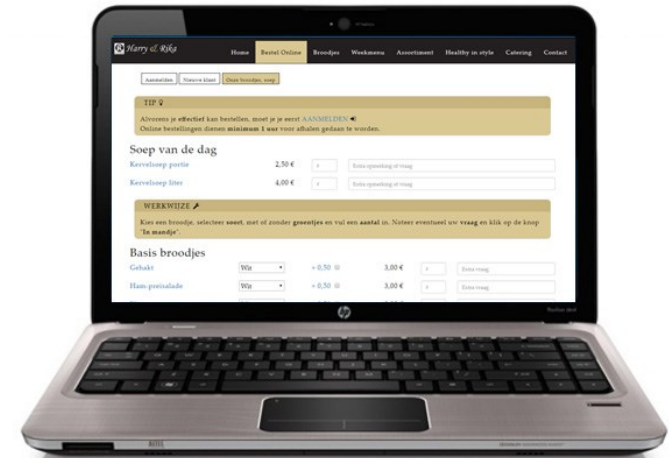 Harry & Rika
Home Bestel Online Broodjes Weekmenu Assortiment Healthy in style Catering Contact
Aanmelden Nieuwe klant Onze broodjes, soep
TIP
Alvorens je effectief kan bestellen, moet je je eerst AANMELDEN
Online bestellingen dienen minimum 1 uur voor afhalen gedaan te worden.
Soep van de dag
Kervelsoep portie 2,50 € Extra opmerking of vraag
Kervelsoep liter 4,00 € Extra opmerking of vraag
WERKWIJZE
Kies een broodje, selecteer soort, met of zonder groentjes en vul een aantal in. Noteer eventueel uw vraag en klik op de knop
"In mandje".
Basis broodjes
Gehakt Wit + 0,50 3,00 € Extra vraag
Ham-preisalade Wit + 0,50 3,00 € Extra vraag
hp